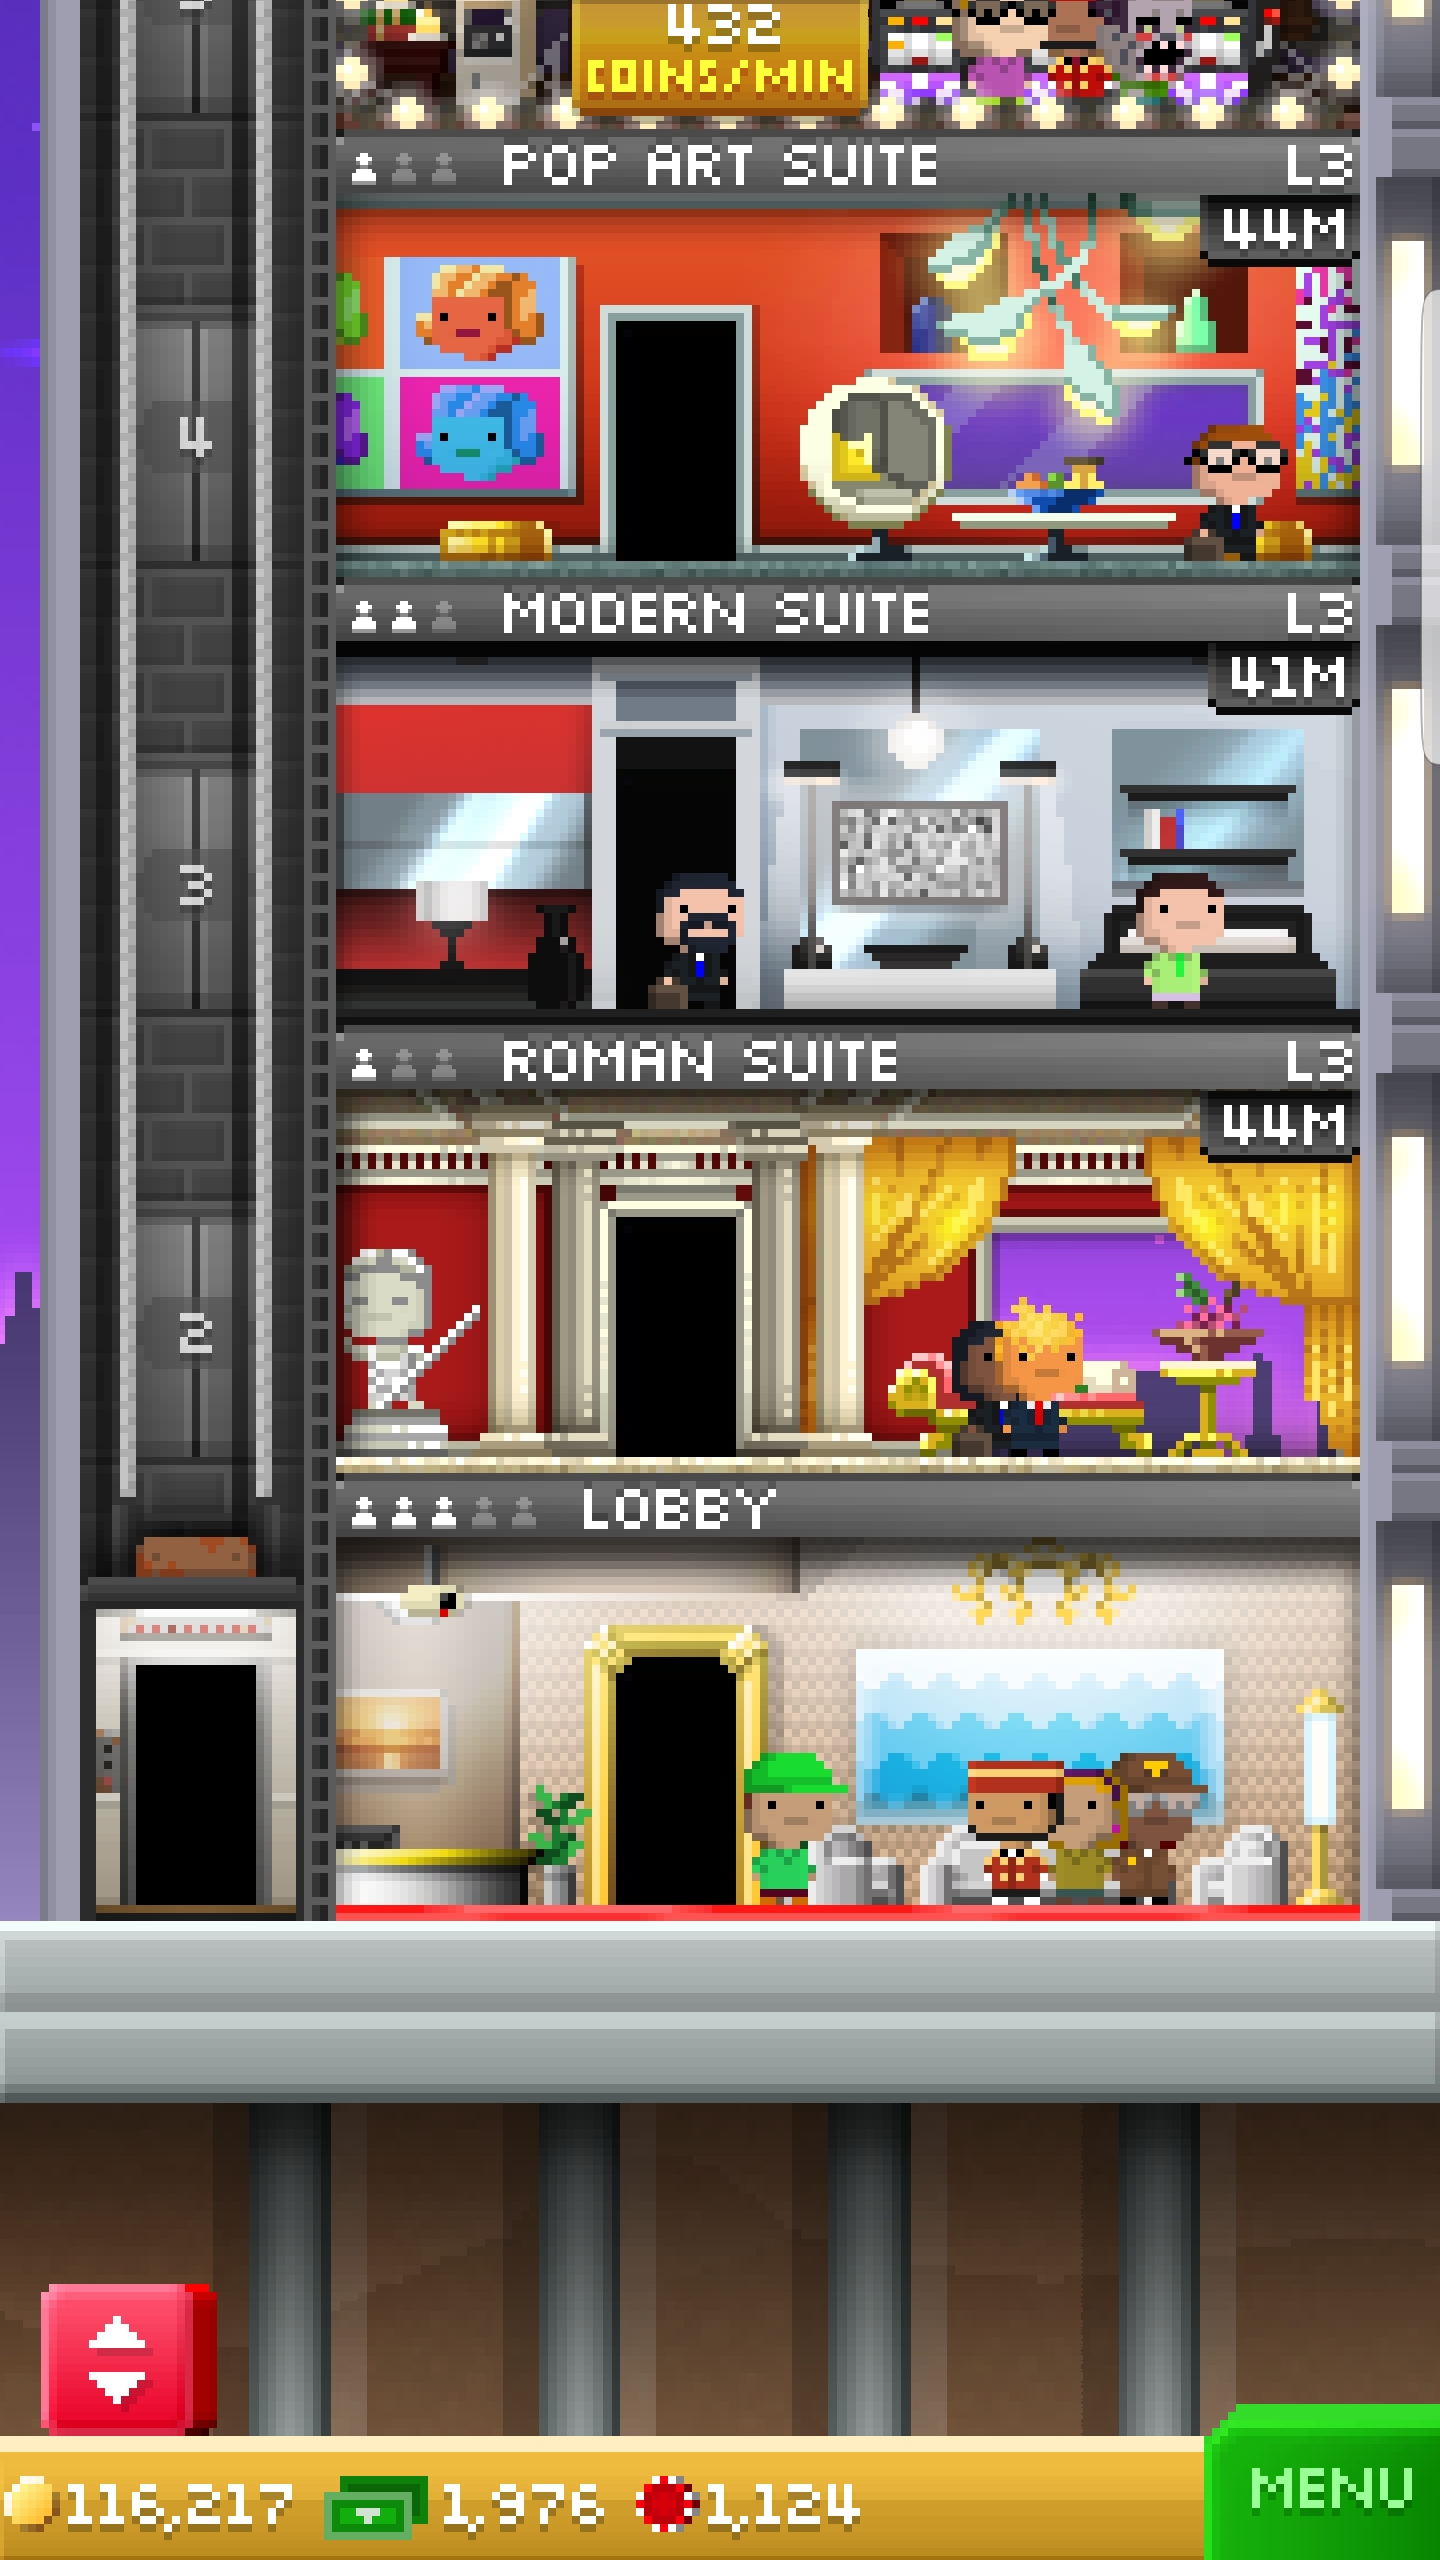 432
COINS/MIN
POP ART SUITE L3
44M
4
MODERN SUITE L3
41M
3
ROMAN SUITE L3
44M
2
LOBBY
116,217 1,976 1,124
MENU